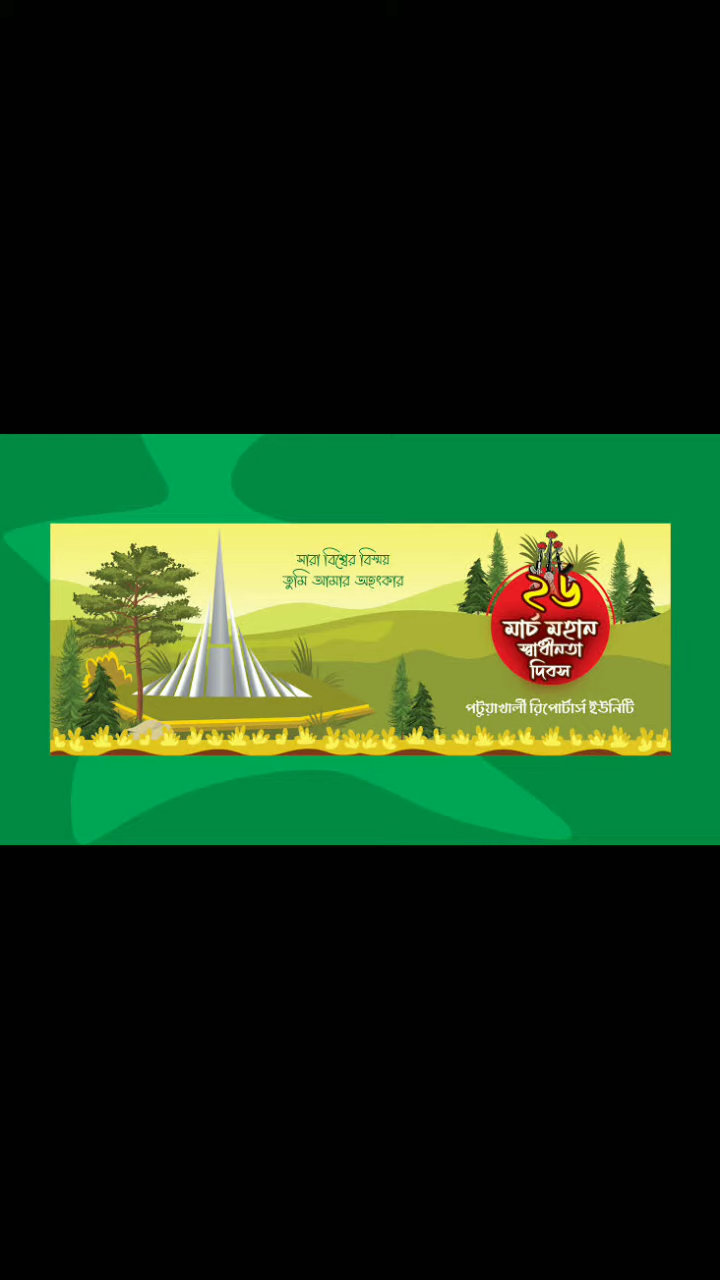 সারা বিশ্বের বিস্ময়
তুমি আমার অহংকার
২৬
মার্চ মহান
স্বাধীনতা
দিবস
পটুয়াখালী রিপোর্টার্স ইউনিটি